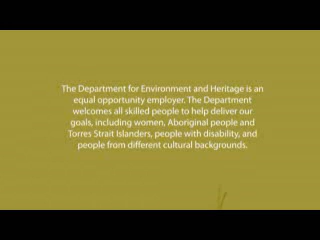 The Department for Environment and Heritage is an
equal opportunity employer. The Department
welcomes all skilled people to help deliver our
goals, including women, Aboriginal people and
Torres Strait Islanders, people with disability, and
people from different cultural backgrounds.